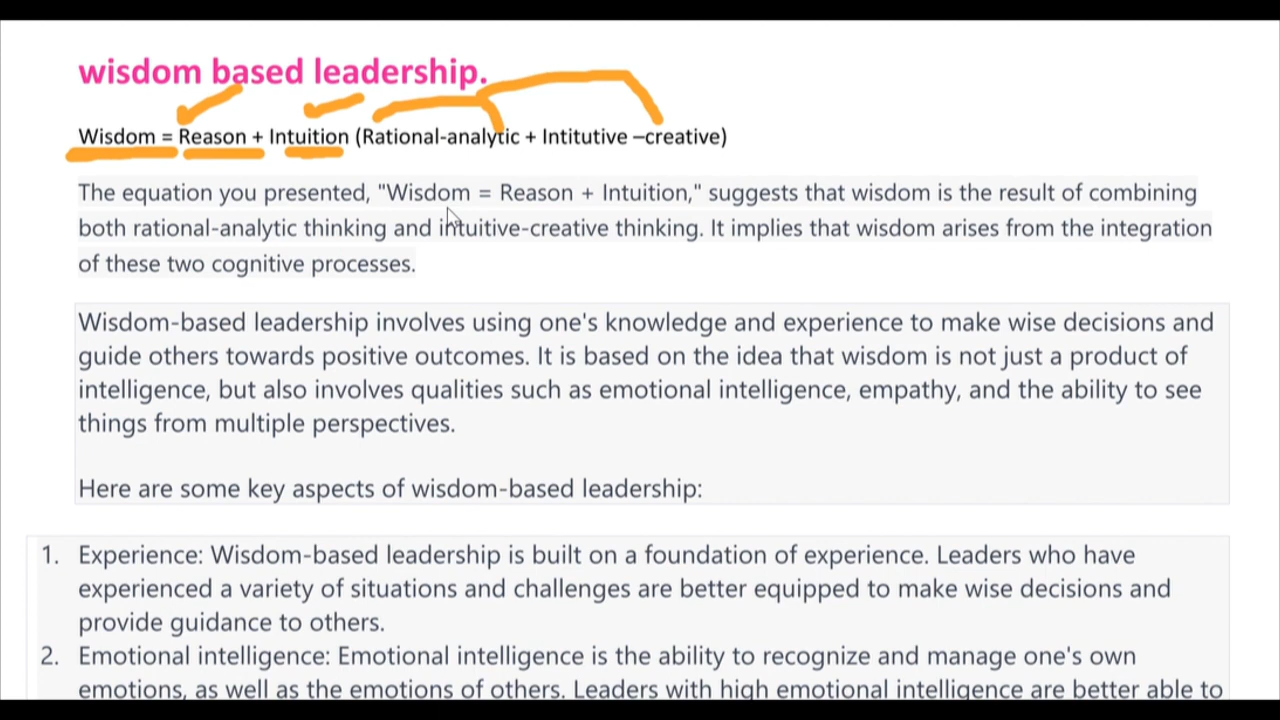 wisdom based leadership.
Wisdom = Reason + Intuition (Rational-analytic + Intitutive –creative)
The equation you presented, "Wisdom = Reason + Intuition," suggests that wisdom is the result of combining
both rational-analytic thinking and intuitive-creative thinking. It implies that wisdom arises from the integration
of these two cognitive processes.
Wisdom-based leadership involves using one's knowledge and experience to make wise decisions and
guide others towards positive outcomes. It is based on the idea that wisdom is not just a product of
intelligence, but also involves qualities such as emotional intelligence, empathy, and the ability to see
things from multiple perspectives.
Here are some key aspects of wisdom-based leadership:
1. Experience: Wisdom-based leadership is built on a foundation of experience. Leaders who have
experienced a variety of situations and challenges are better equipped to make wise decisions and
provide guidance to others.
2. Emotional intelligence: Emotional intelligence is the ability to recognize and manage one's own
emotions, as well as the emotions of others. Leaders with high emotional intelligence are better able to